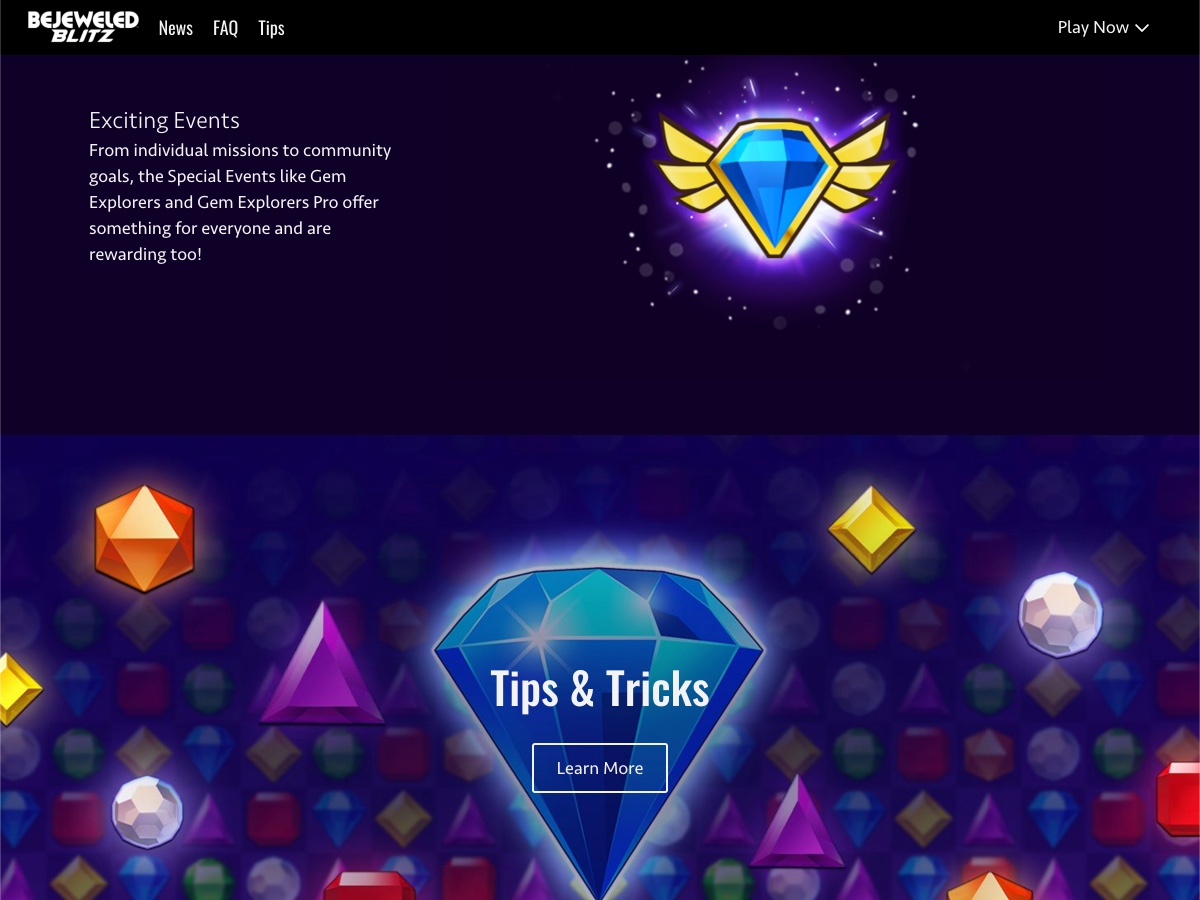 BEJEWELED
BLITZ
News
FAQ
Tips
Play Now
Exciting Events
From individual missions to community
goals, the Special Events like Gem
Explorers and Gem Explorers Pro offer
something for everyone and are
rewarding too!
Tips & Tricks
Learn More